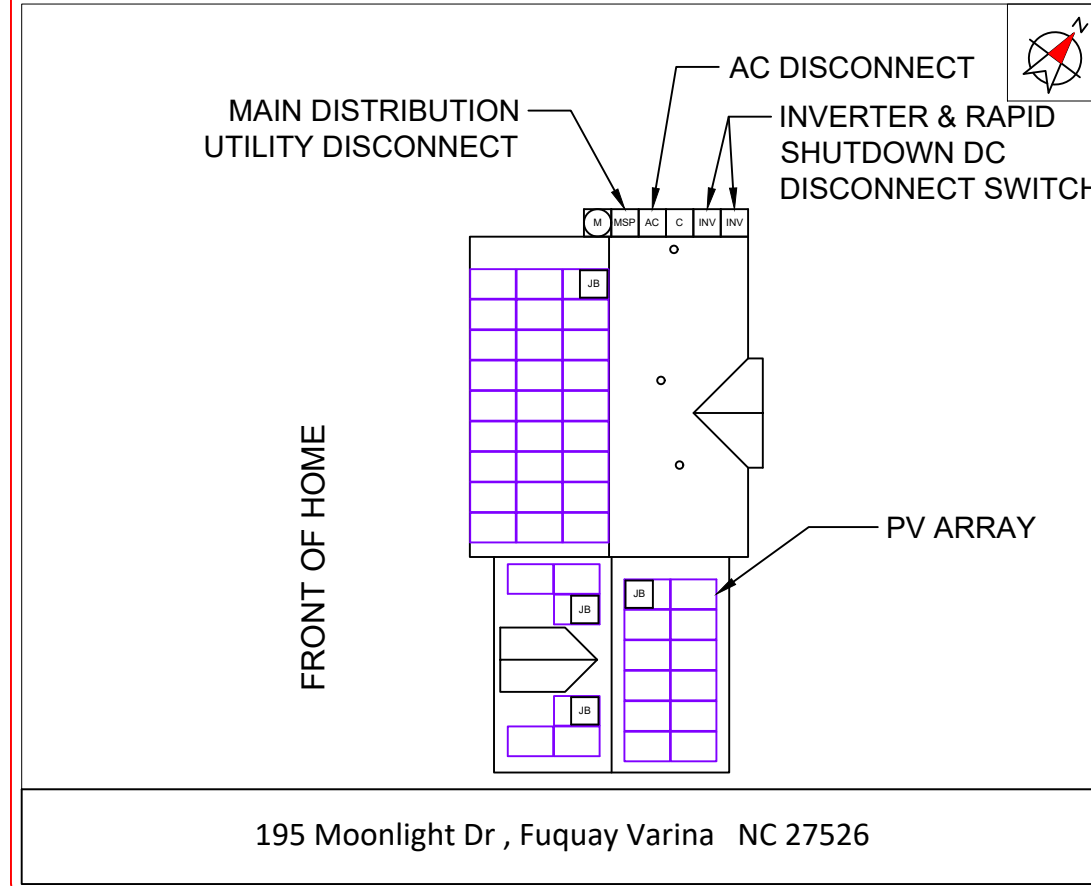 N
AC DISCONNECT
MAIN DISTRIBUTION
UTILITY DISCONNECT
INVERTER & RAPID
SHUTDOWN DC
DISCONNECT SWITCH
M MSP AC C INV INV
JB
FRONT OF HOME
PV ARRAY
JB
JB
JB
195 Moonlight Dr , Fuquay Varina NC 27526